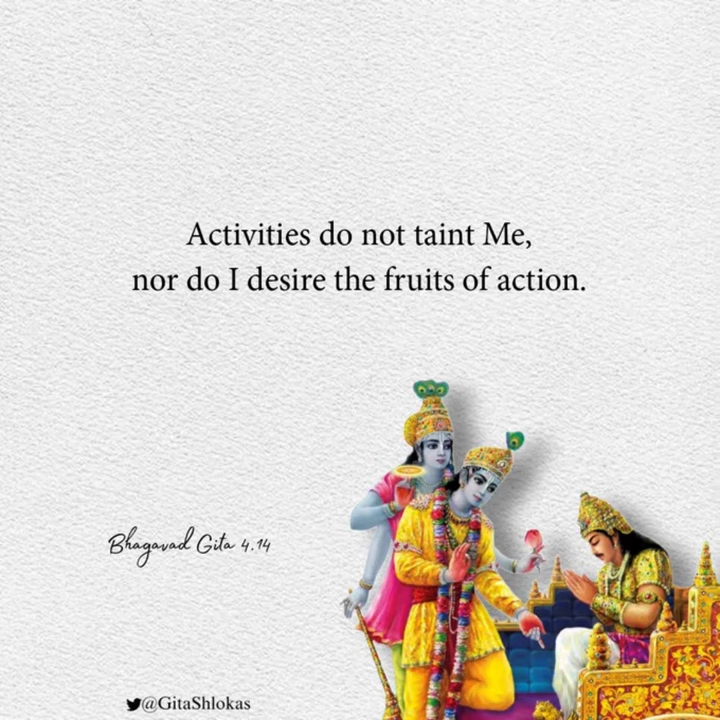 Activities do not taint Me,
nor do I desire the fruits of action.
Bhagavad Gita 4.14
@GitaShlokas